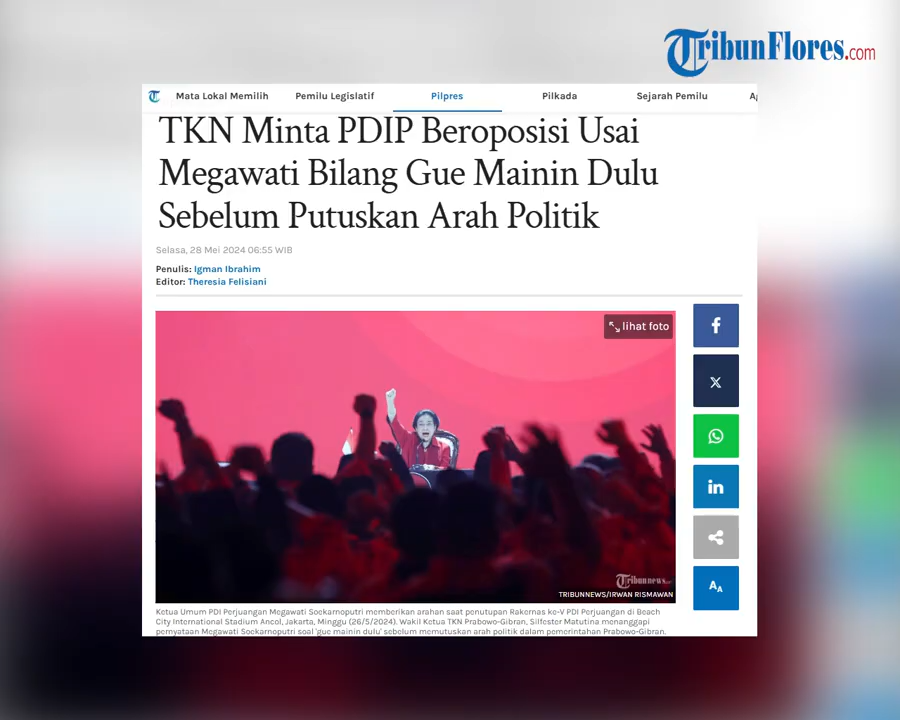 TribunFlores.com
Mata Lokal Memilih Pemilu Legislatif Pilpres Pilkada Sejarah Pemilu
TKN Minta PDIP Beroposisi Usai
Megawati Bilang Gue Mainin Dulu
Sebelum Putuskan Arah Politik
Selasa, 28 Mei 2024 06:55 WIB
Penulis: Igman Ibrahim
Editor: Theresia Felisiani
lihat foto
Tribunnews
TRIBUNNEWS/IRWAN RISMAWAN
Ketua Umum PDI Perjuangan Megawati Soekarnoputri memberikan arahan saat penutupan Rakernas ke-V PDI Perjuangan di Beach
City International Stadium Ancol, Jakarta, Minggu (26/5/2024). Wakil Ketua TKN Prabowo-Gibran, Silfester Matutina menanggapi
pernyataan Megawati Soekarnoputri soal 'gue mainin dulu' sebelum memutuskan arah politik dalam pemerintahan Prabowo-Gibran.